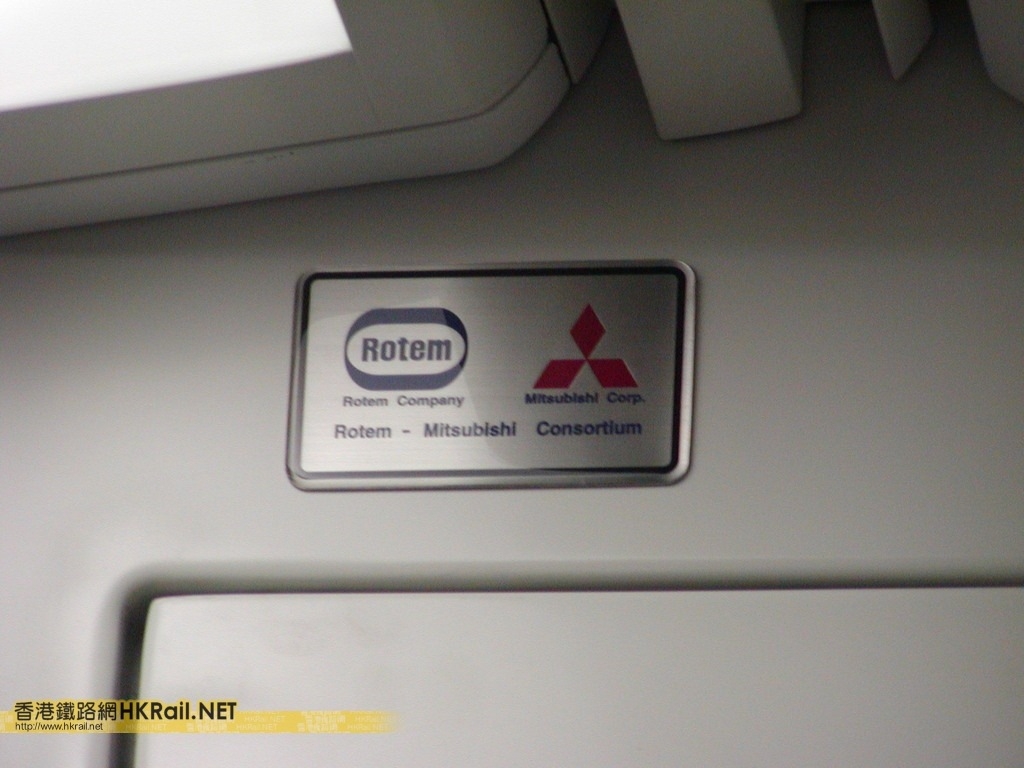 Rotem
Rotem Company
Mitsubishi Corp.
Rotem - Mitsubishi Consortium
香港鐵路網HKRail.NET
http://www.hkrail.net